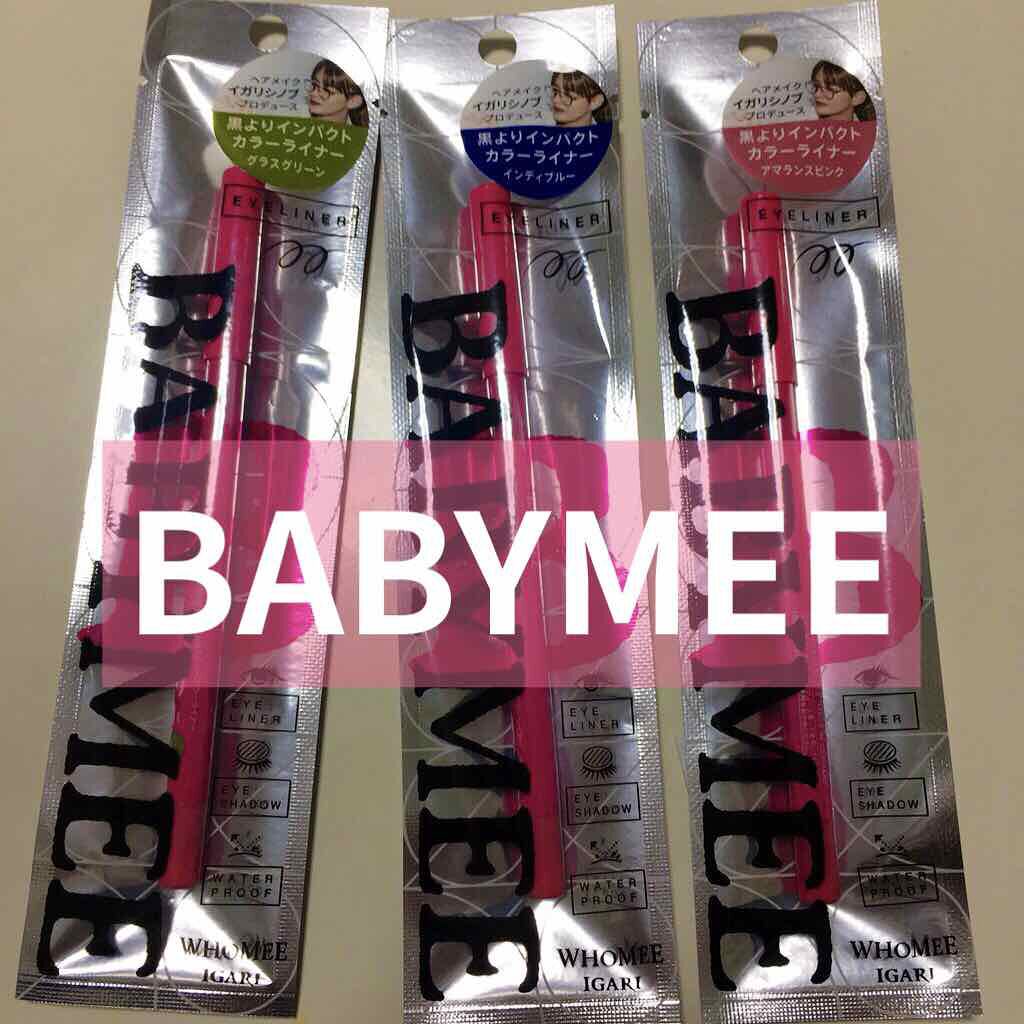 ヘアメイク
イガリシノブ
プロデュース
黒よりインパクト
カラーライナー
グラスグリーン
EYELINER
BABYMEE
EYE
LINER
EYE
SHADOW
WATER
PROOF
WHOMEE
IGARI
ヘアメイク
イガリシノブ
プロデュース
黒よりインパクト
カラーライナー
インディブルー
EYELINER
BABYMEE
EYE
LINER
EYE
SHADOW
WATER
PROOF
WHOMEE
IGARI
ヘアメイク
イガリシノブ
プロデュース
黒よりインパクト
カラーライナー
アマランスピンク
EYELINER
BABYMEE
EYE
LINER
EYE
SHADOW
WATER
PROOF
WHOMEE
IGARI
BABYMEE